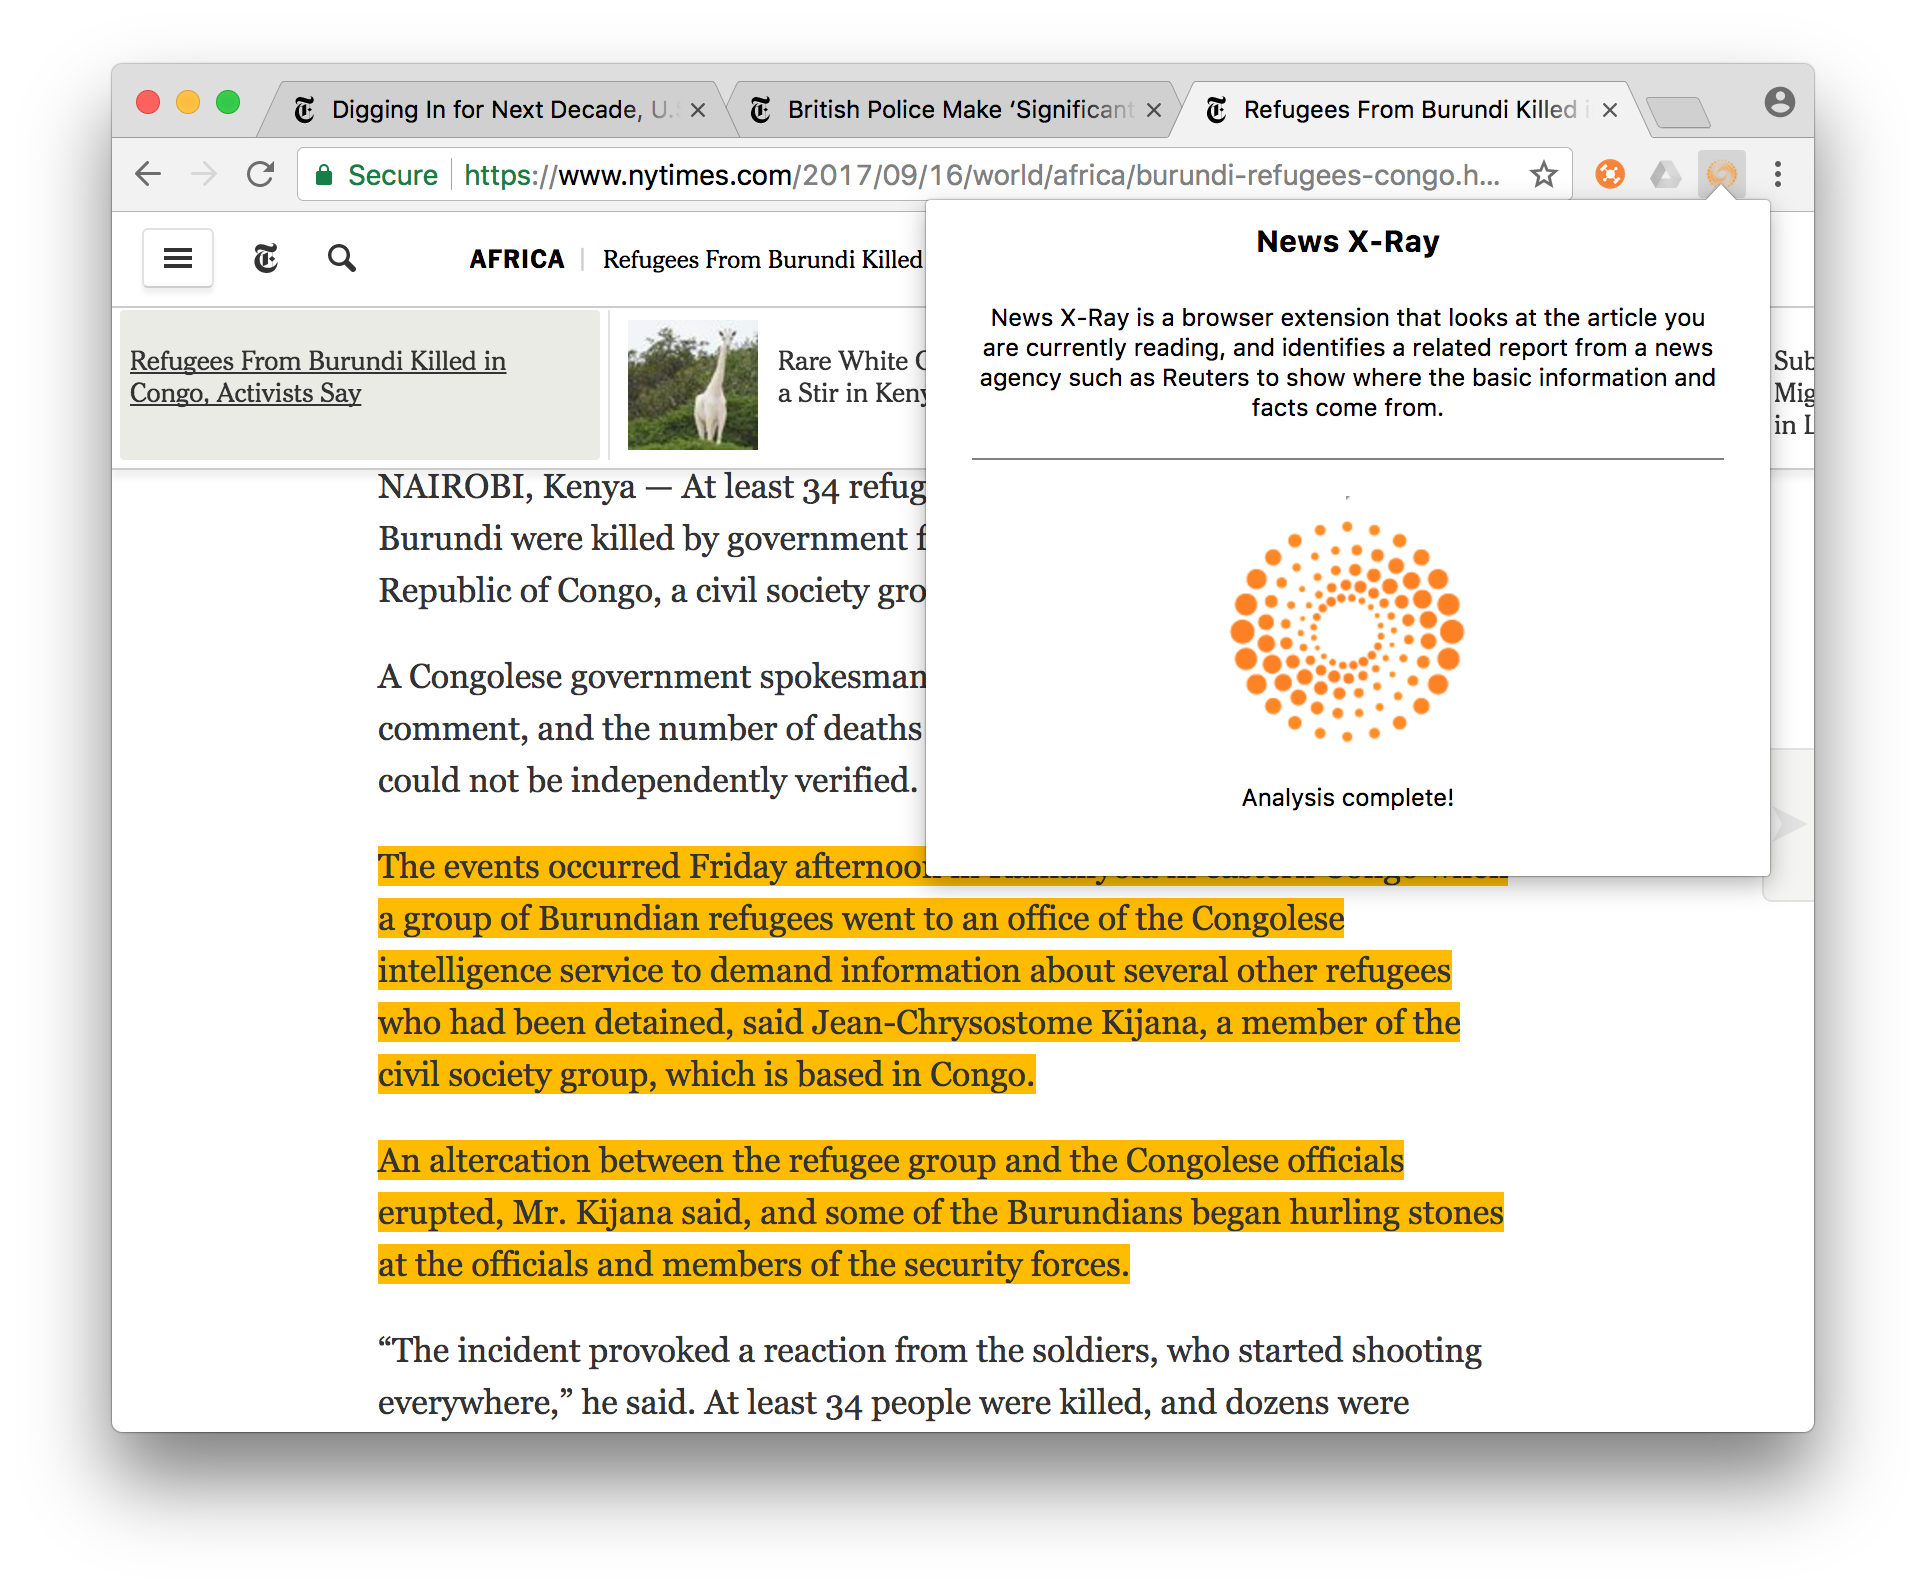 Digging In for Next Decade, U.S
British Police Make ‘Significant
Refugees From Burundi Killed i
Secure
https://www.nytimes.com/2017/09/16/world/africa/burundi-refugees-congo.h...
AFRICA
Refugees From Burundi Killed
News X-Ray
News X-Ray is a browser extension that looks at the article you
are currently reading, and identifies a related report from a news
agency such as Reuters to show where the basic information and
facts come from.
Analysis complete!
Refugees From Burundi Killed in
Congo, Activists Say
Rare White
a Stir in
Sub
Mig
in L
NAIROBI, Kenya — At least 34 refug
Burundi were killed by government
Republic of Congo, a civil society gro
A Congolese government spokesman
comment, and the number of deaths
could not be independently verified.
The events occurred Friday afternoon in Kamanyola in eastern Congo when
a group of Burundian refugees went to an office of the Congolese
intelligence service to demand information about several other refugees
who had been detained, said Jean-Chrysostome Kijana, a member of the
civil society group, which is based in Congo.
An altercation between the refugee group and the Congolese officials
erupted, Mr. Kijana said, and some of the Burundians began hurling stones
at the officials and members of the security forces.
“The incident provoked a reaction from the soldiers, who started shooting
everywhere,” he said. At least 34 people were killed, and dozens were